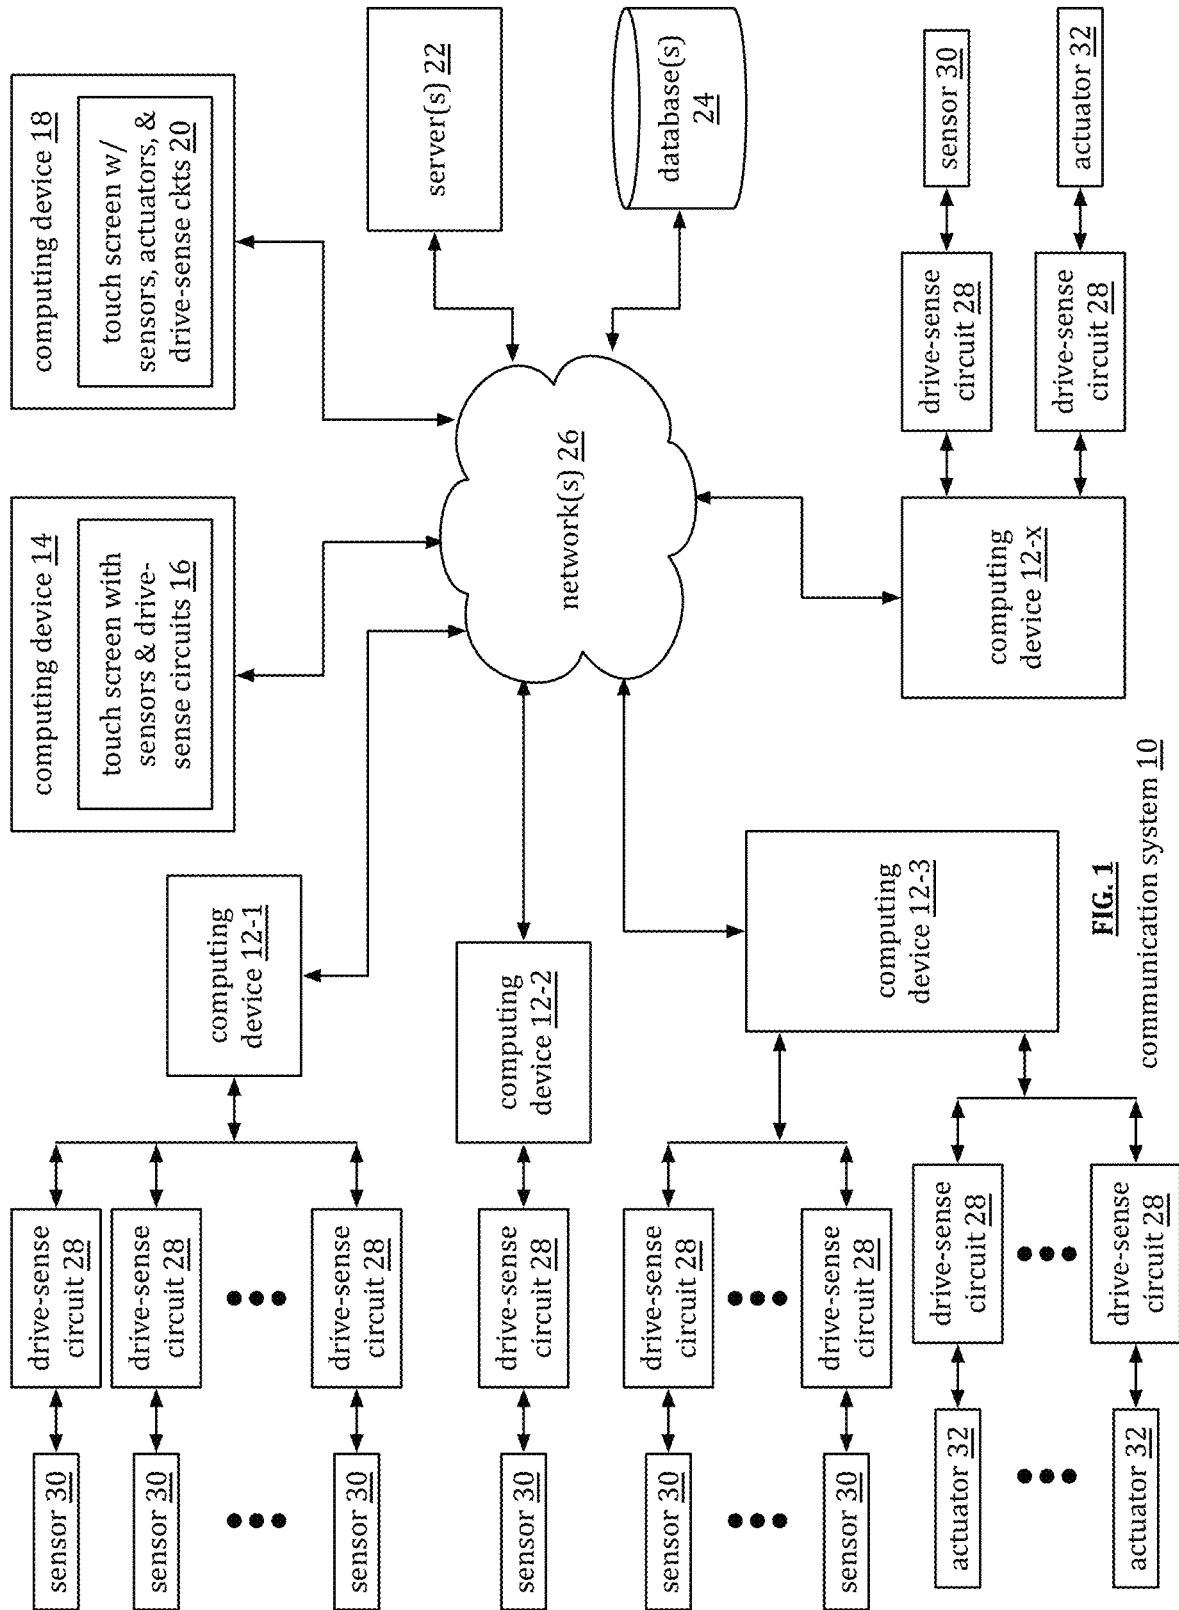 sensor 30
drive-sense
circuit 28
sensor 30
drive-sense
circuit 28
sensor 30
drive-sense
circuit 28
computing
device 12-1
computing device 14
touch screen with
sensors & drive-
sense circuits 16
computing device 18
touch screen w/
sensors, actuators, &
drive-sense ckts 20
sensor 30
drive-sense
circuit 28
computing
device 12-2
network(s) 26
server(s) 22
database(s)
24
sensor 30
drive-sense
circuit 28
sensor 30
drive-sense
circuit 28
computing
device 12-3
actuator 32
drive-sense
circuit 28
actuator 32
drive-sense
circuit 28
computing
device 12-x
drive-sense
circuit 28
sensor 30
drive-sense
circuit 28
actuator 32
FIG. 1
communication system 10